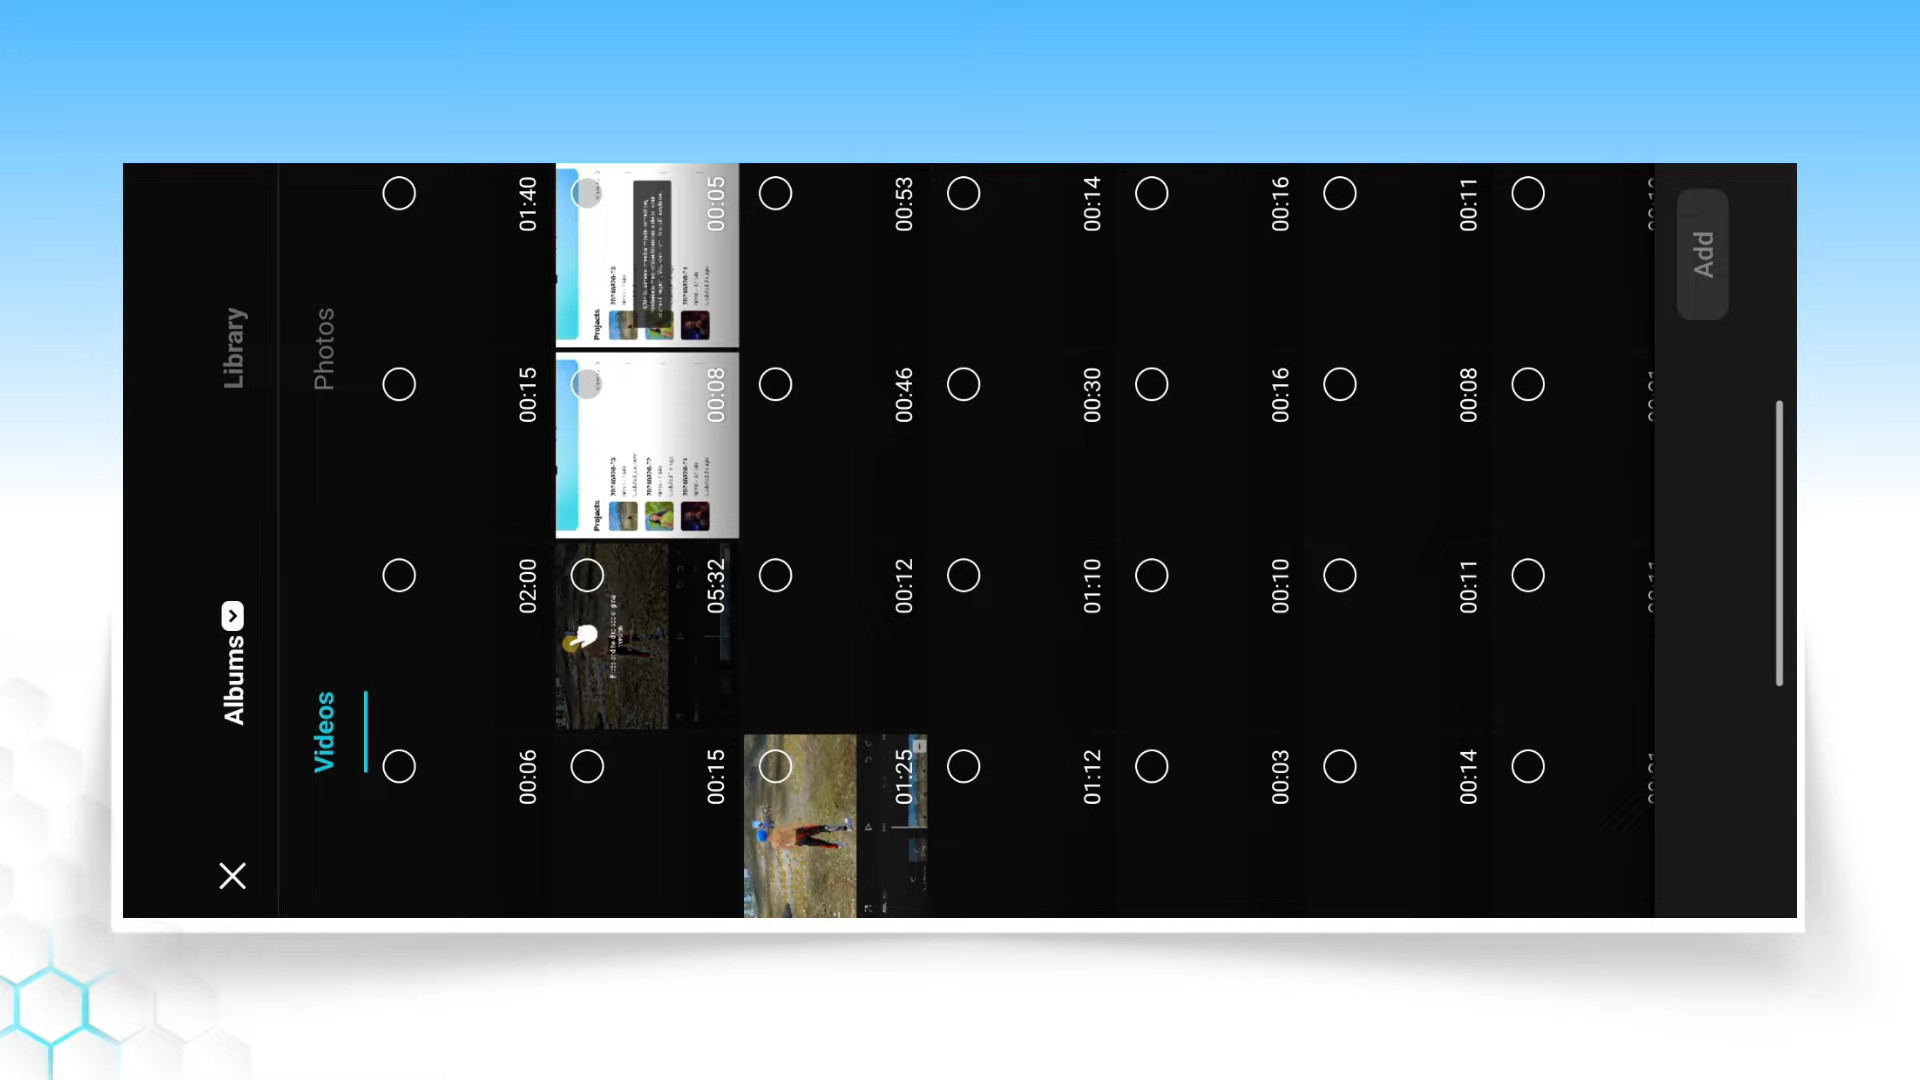 Albums Library
Videos Photos
00:06 02:00 00:15 01:40
Projects Projects
00:15 05:32 00:08 00:05
01:25 00:12 00:46 00:53
01:12 01:10 00:30 00:14
00:03 00:10 00:16 00:16
00:14 00:11 00:08 00:11
Add